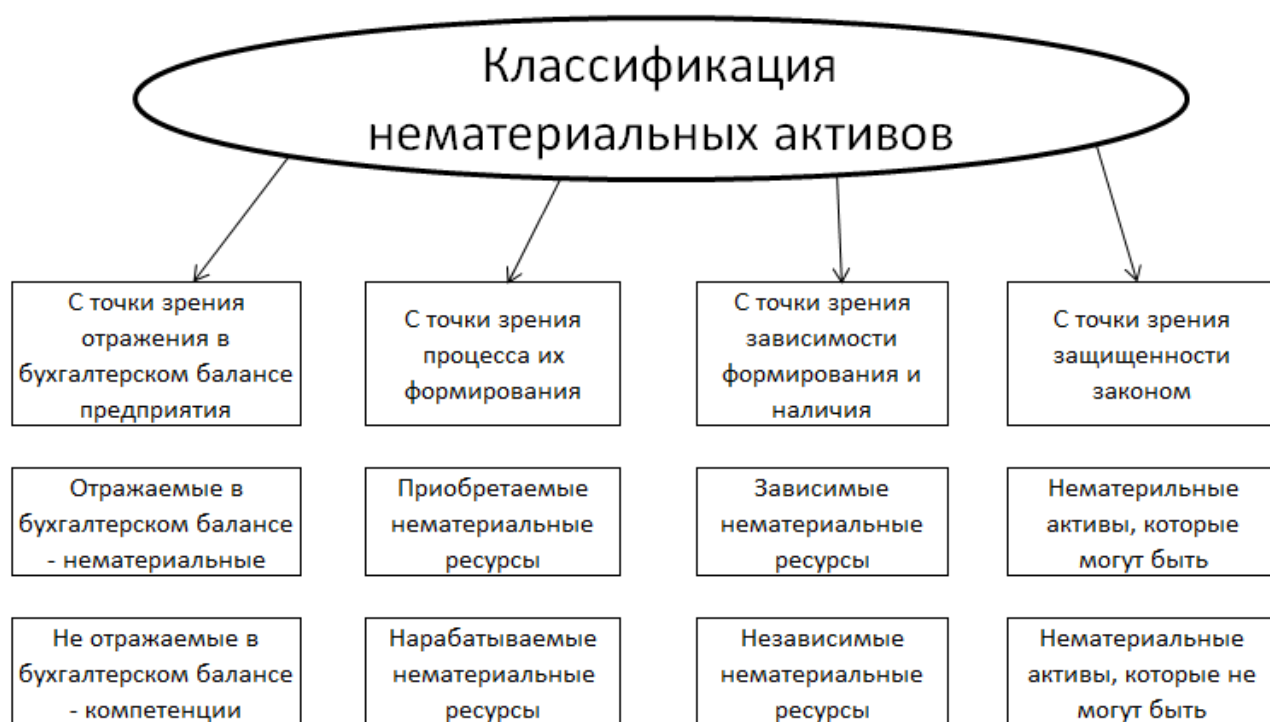 Классификация
нематериальных активов
С точки зрения
отражения в
бухгалтерском балансе
предприятия
С точки зрения
процесса их
формирования
С точки зрения
зависимости
формирования и
наличия
С точки зрения
защищенности
законом
Отражаемые в
бухгалтерском балансе
- нематериальные
Приобретаемые
нематериальные
ресурсы
Зависимые
нематериальные
ресурсы
Нематерильные
активы, которые
могут быть
Не отражаемые в
бухгалтерском балансе
- компетенции
Нарабатываемые
нематериальные
ресурсы
Независимые
нематериальные
ресурсы
Нематериальные
активы, которые не
могут быть